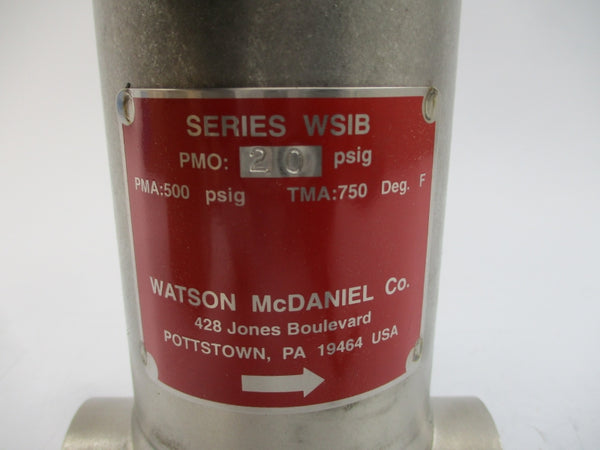 SERIES WSIB
PMO: 20 psig
PMA:500 psig TMA:750 Deg. F
WATSON McDANIEL Co.
428 Jones Boulevard
POTTSTOWN, PA 19464 USA